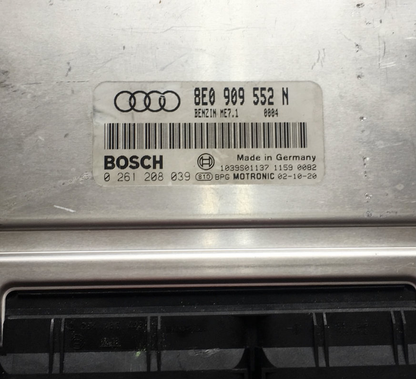 8E0 909 552 N
BENZIN ME7.1 0004
BOSCH Made in Germany
1039S01137 1159 0082
0 261 208 039 810 BPG MOTRONIC 02-10-20